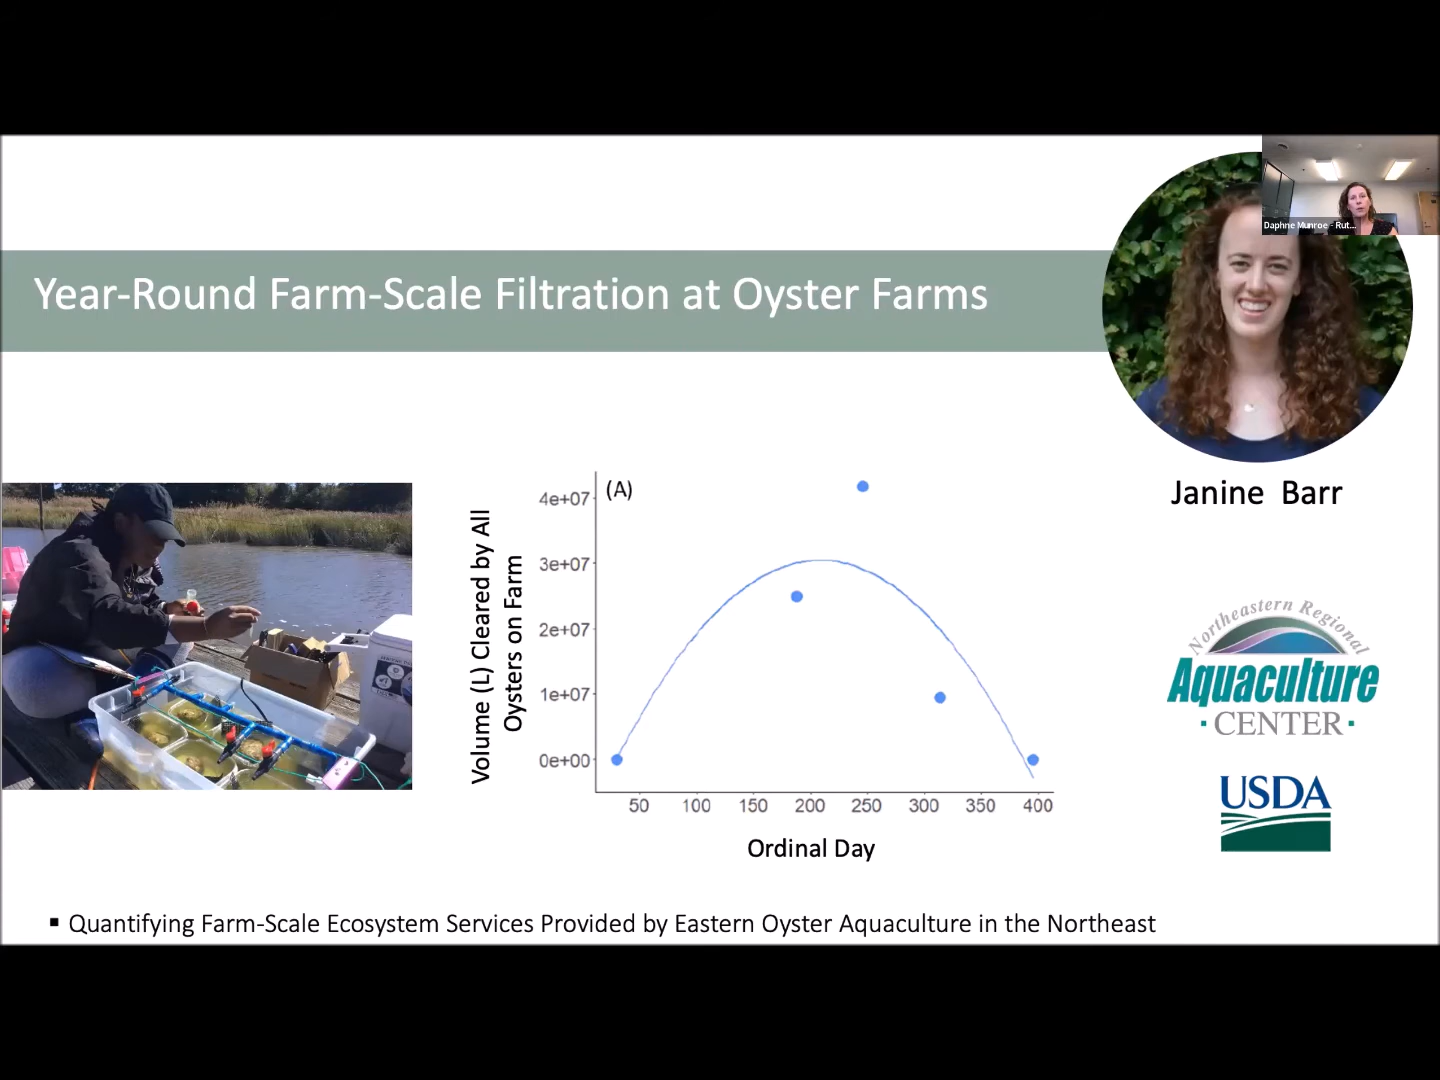 Daphne Munroe - Rut...
Year-Round Farm-Scale Filtration at Oyster Farms
Janine Barr
Volume (L) Cleared by All
Oysters on Farm
(A)
4e+07
3e+07
2e+07
1e+07
0e+00
50 100 150 200 250 300 350 400
Ordinal Day
Northeastern Regional
Aquaculture
· CENTER ·
USDA
▪ Quantifying Farm-Scale Ecosystem Services Provided by Eastern Oyster Aquaculture in the Northeast